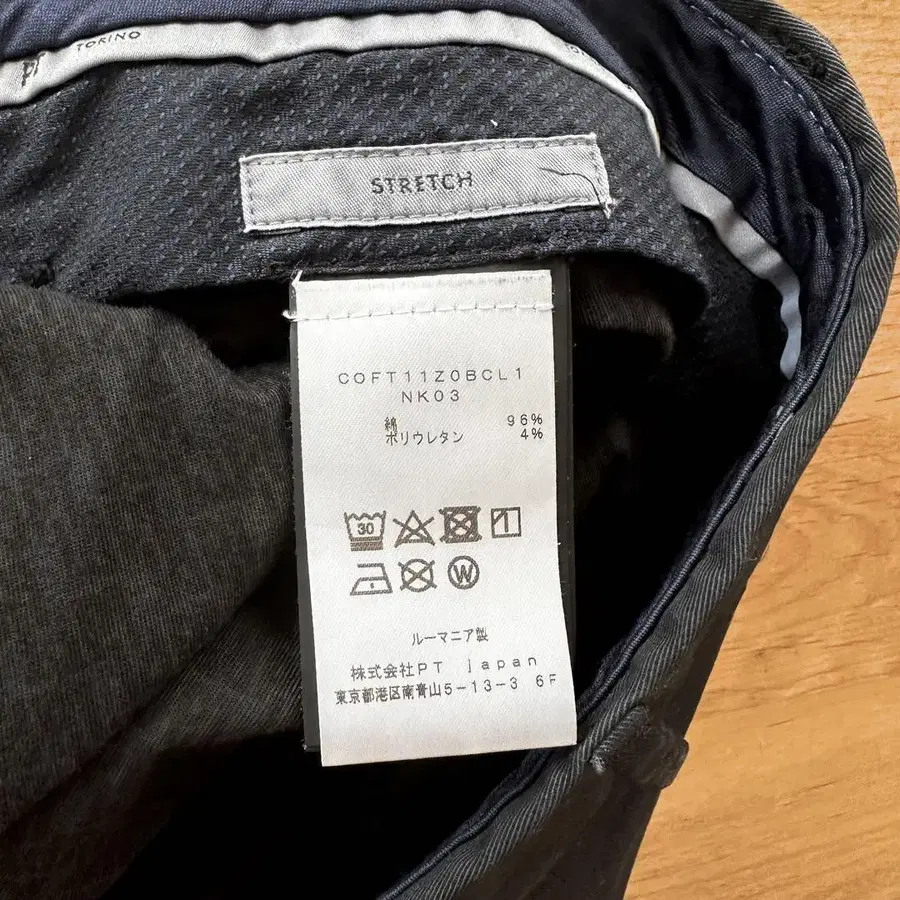 PT TORINO
STRETCH
COFT11Z0BCL1
NK03
綿 96%
ポリウレタン 4%
30
W
ルーマニア製
株式会社PT japan
東京都港区南青山5-13-3 6F